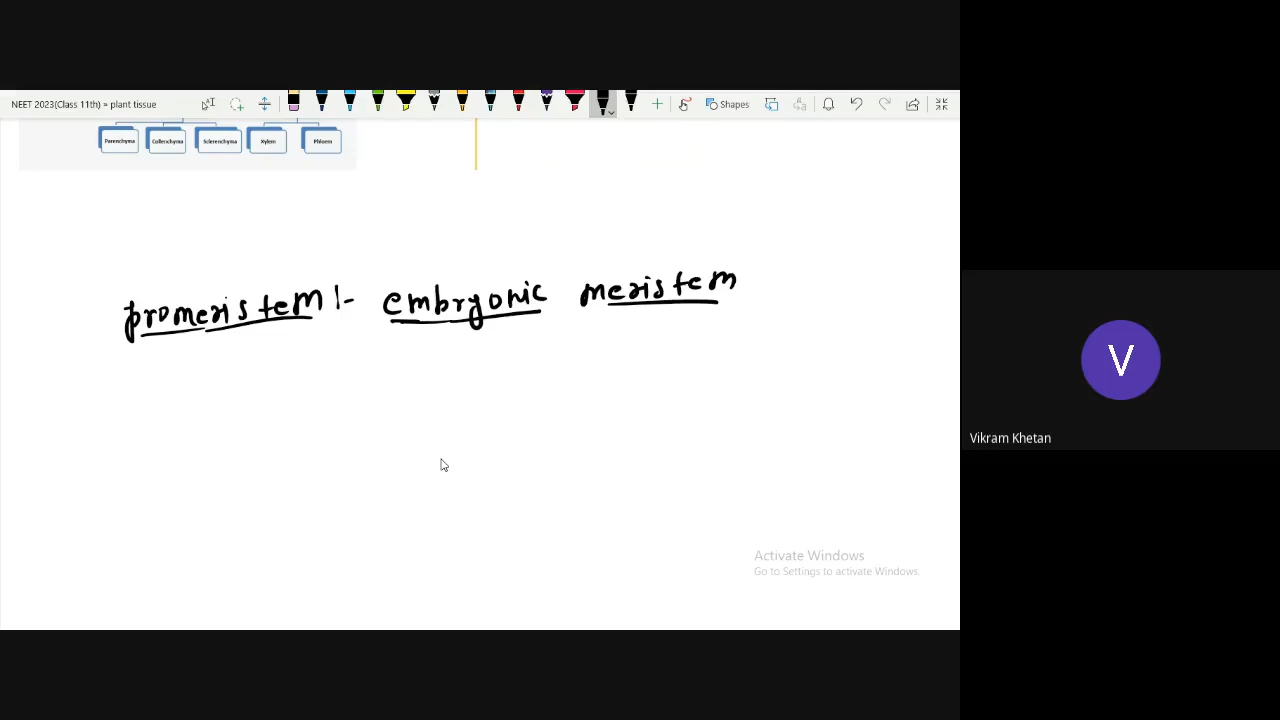 NEET 2023(Class 11th) » plant tissue
Shapes
Parenchyma Collenchyma Sclerenchyma Xylem Phloem
promeristem :- embryonic meristem
V
Vikram Khetan
Activate Windows
Go to Settings to activate Windows.